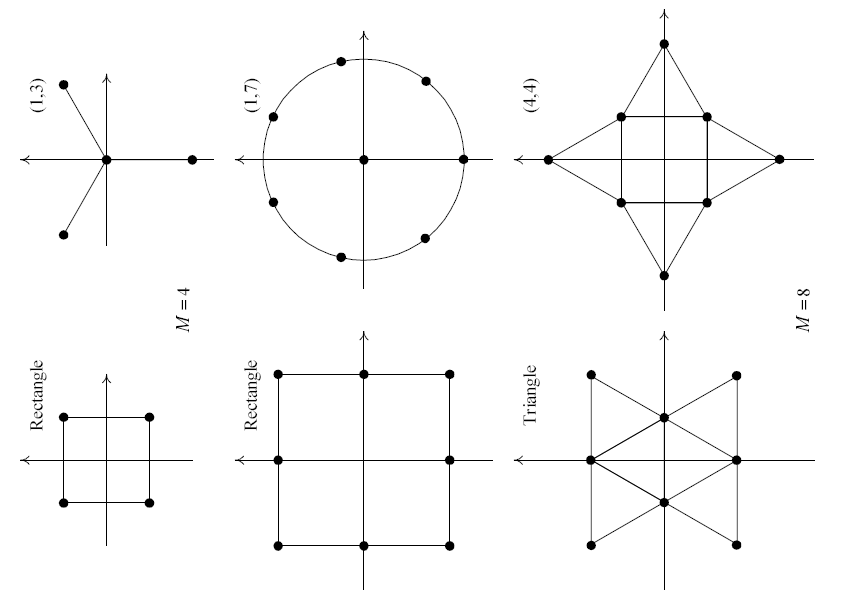 Rectangle
(1,3)
M = 4
Rectangle
(1,7)
Triangle
(4,4)
M = 8